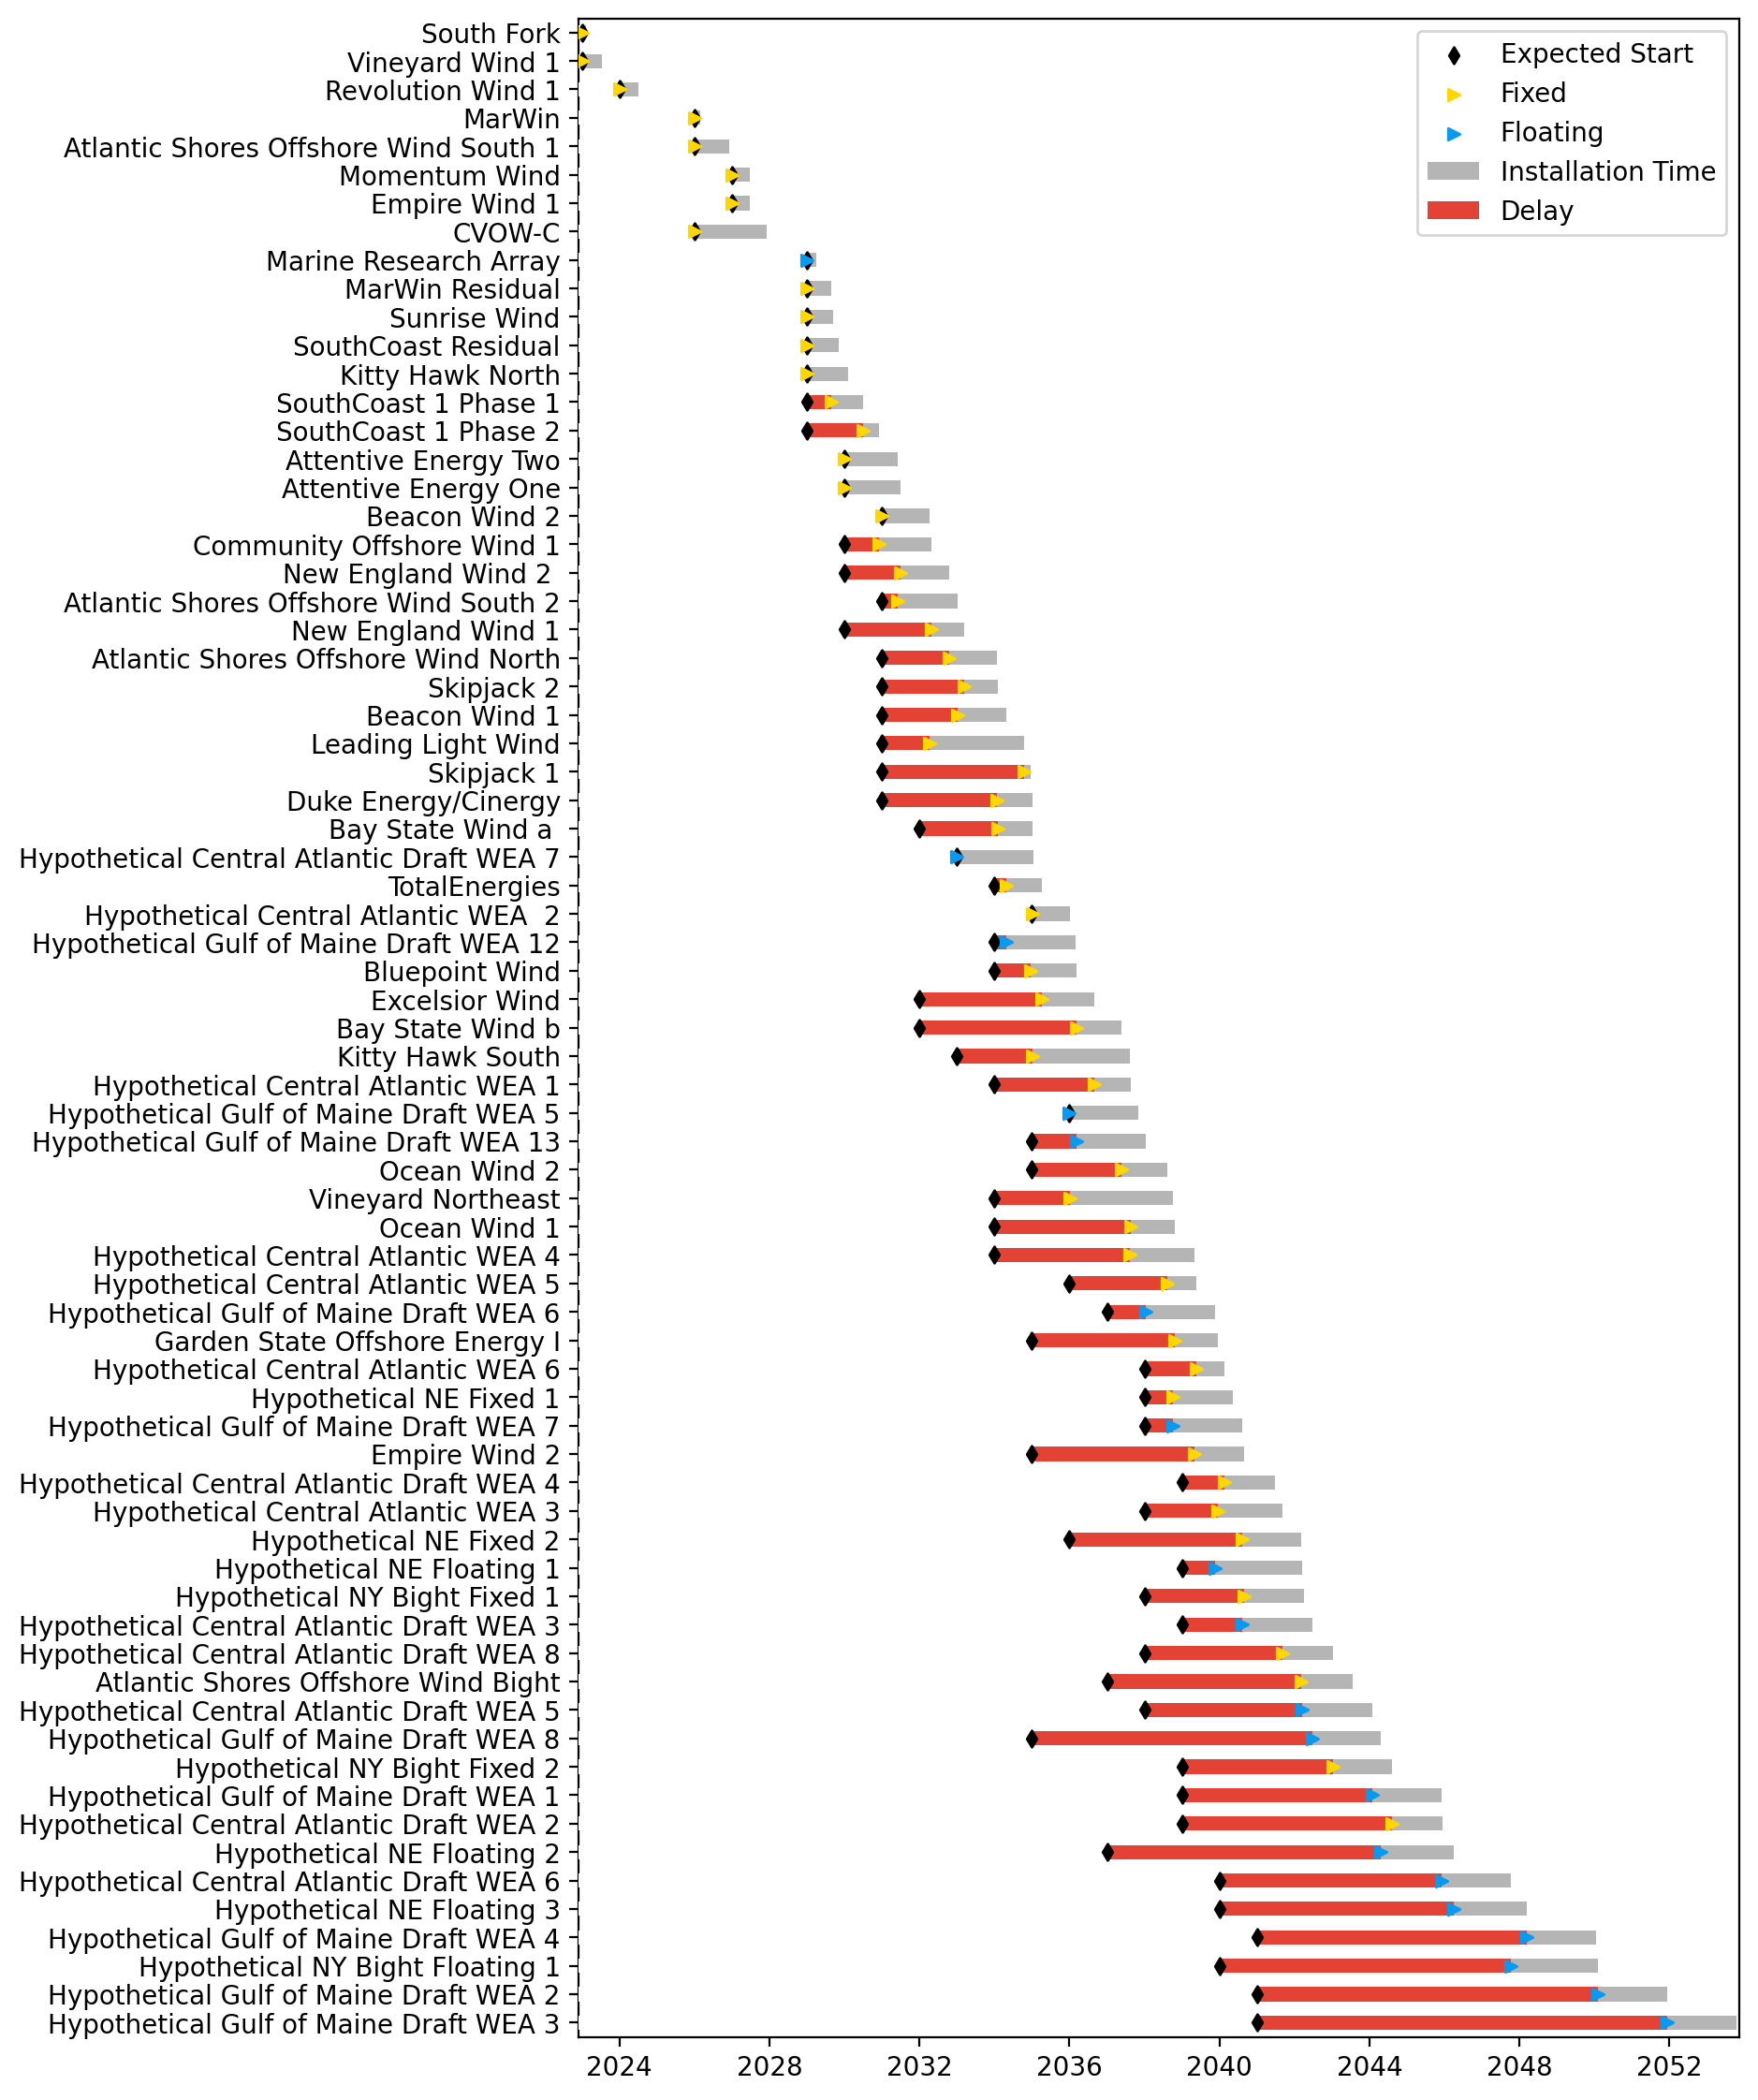 South Fork
Vineyard Wind 1
Revolution Wind 1
MarWin
Atlantic Shores Offshore Wind South 1
Momentum Wind
Empire Wind 1
CVOW-C
Marine Research Array
MarWin Residual
Sunrise Wind
SouthCoast Residual
Kitty Hawk North
SouthCoast 1 Phase 1
SouthCoast 1 Phase 2
Attentive Energy Two
Attentive Energy One
Beacon Wind 2
Community Offshore Wind 1
New England Wind 2
Atlantic Shores Offshore Wind South 2
New England Wind 1
Atlantic Shores Offshore Wind North
Skipjack 2
Beacon Wind 1
Leading Light Wind
Skipjack 1
Duke Energy/Cinergy
Bay State Wind a
Hypothetical Central Atlantic Draft WEA 7
TotalEnergies
Hypothetical Central Atlantic WEA  2
Hypothetical Gulf of Maine Draft WEA 12
Bluepoint Wind
Excelsior Wind
Bay State Wind b
Kitty Hawk South
Hypothetical Central Atlantic WEA 1
Hypothetical Gulf of Maine Draft WEA 5
Hypothetical Gulf of Maine Draft WEA 13
Ocean Wind 2
Vineyard Northeast
Ocean Wind 1
Hypothetical Central Atlantic WEA 4
Hypothetical Central Atlantic WEA 5
Hypothetical Gulf of Maine Draft WEA 6
Garden State Offshore Energy I
Hypothetical Central Atlantic WEA 6
Hypothetical NE Fixed 1
Hypothetical Gulf of Maine Draft WEA 7
Empire Wind 2
Hypothetical Central Atlantic Draft WEA 4
Hypothetical Central Atlantic WEA 3
Hypothetical NE Fixed 2
Hypothetical NE Floating 1
Hypothetical NY Bight Fixed 1
Hypothetical Central Atlantic Draft WEA 3
Hypothetical Central Atlantic Draft WEA 8
Atlantic Shores Offshore Wind Bight
Hypothetical Central Atlantic Draft WEA 5
Hypothetical Gulf of Maine Draft WEA 8
Hypothetical NY Bight Fixed 2
Hypothetical Gulf of Maine Draft WEA 1
Hypothetical Central Atlantic Draft WEA 2
Hypothetical NE Floating 2
Hypothetical Central Atlantic Draft WEA 6
Hypothetical NE Floating 3
Hypothetical Gulf of Maine Draft WEA 4
Hypothetical NY Bight Floating 1
Hypothetical Gulf of Maine Draft WEA 2
Hypothetical Gulf of Maine Draft WEA 3
Expected Start
Fixed
Floating
Installation Time
Delay
2024 2028 2032 2036 2040 2044 2048 2052